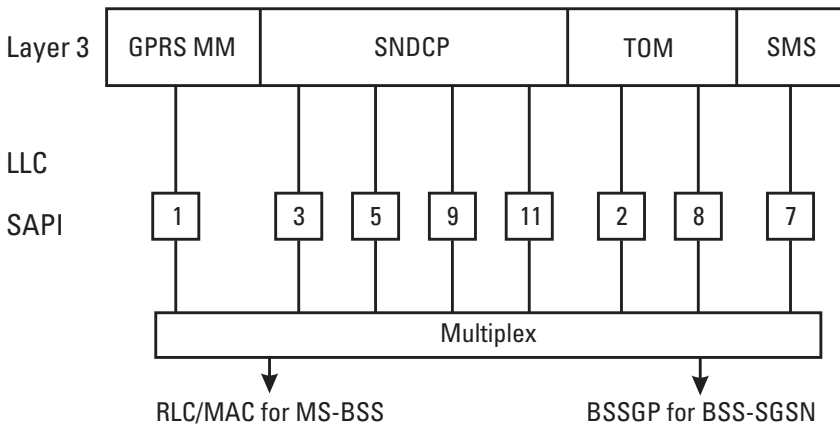 Layer 3 GPRS MM SNDCP TOM SMS
LLC
SAPI 1 3 5 9 11 2 8 7
Multiplex
RLC/MAC for MS-BSS BSSGP for BSS-SGSN